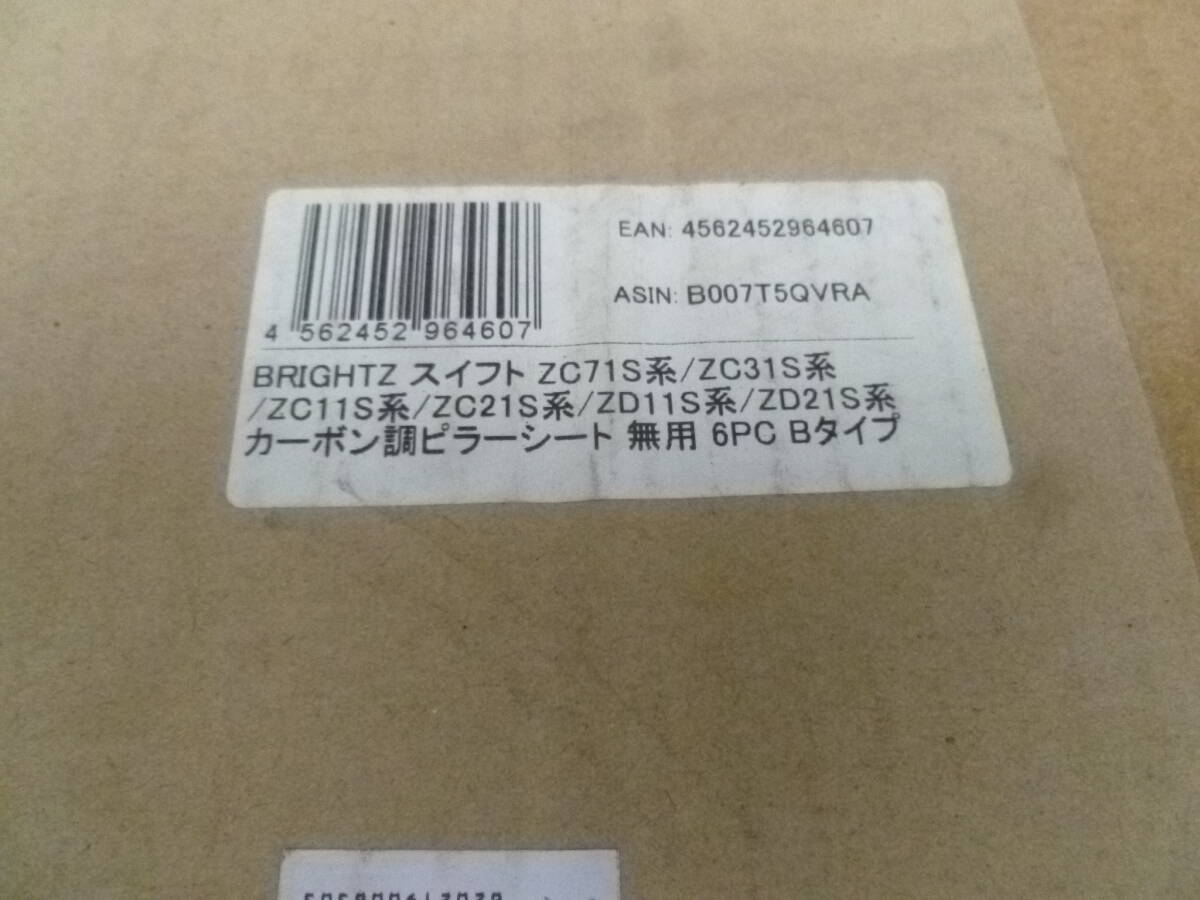 EAN: 4562452964607
ASIN: B007T5QVRA
4 562452 964607
BRIGHTZ スイフト ZC71S系/ZC31S系
/ZC11S系/ZC21S系/ZD11S系/ZD21S系
カーボン調ピラーシート 無用 6PC Bタイプ